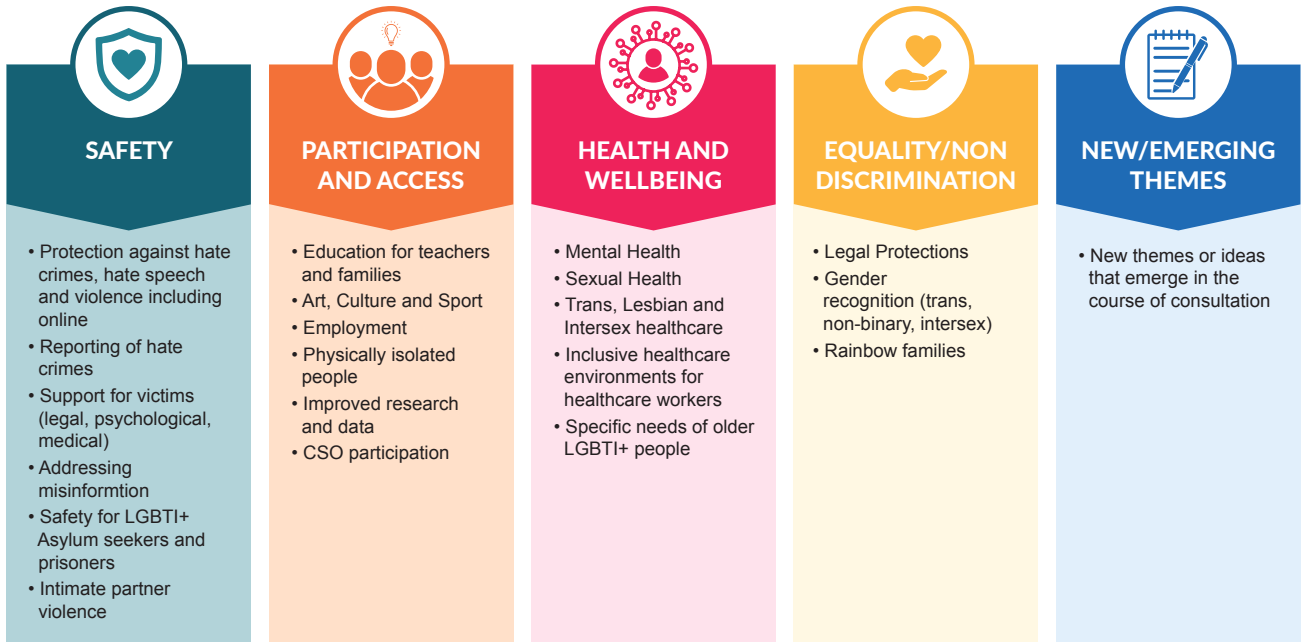 SAFETY
• Protection against hate
crimes, hate speech
and violence including
online
• Reporting of hate
crimes
• Support for victims
(legal, psychological,
medical)
• Addressing
misinformtion
• Safety for LGBTI+
Asylum seekers and
prisoners
• Intimate partner
violence
PARTICIPATION
AND ACCESS
• Education for teachers
and families
• Art, Culture and Sport
• Employment
• Physically isolated
people
• Improved research
and data
• CSO participation
HEALTH AND
WELLBEING
• Mental Health
• Sexual Health
• Trans, Lesbian and
Intersex healthcare
• Inclusive healthcare
environments for
healthcare workers
• Specific needs of older
LGBTI+ people
EQUALITY/NON
DISCRIMINATION
• Legal Protections
• Gender
recognition (trans,
non-binary, intersex)
• Rainbow families
NEW/EMERGING
THEMES
• New themes or ideas
that emerge in the
course of consultation